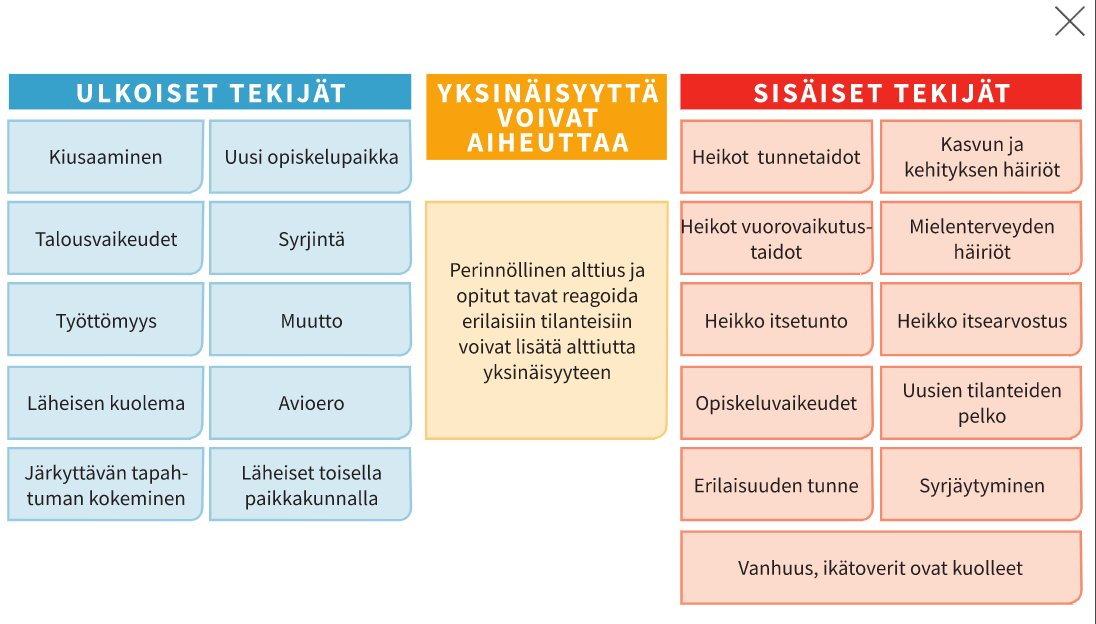 ULKOISET TEKIJÄT
Kiusaaminen
Uusi opiskelupaikka
Talousvaikeudet
Syrjintä
Työttömyys
Muutto
Läheisen kuolema
Avioero
Järkyttävän tapah-
tuman kokeminen
Läheiset toisella
paikkakunnalla
YKSINÄISYYTTÄ
VOIVAT
AIHEUTTAA
Perinnöllinen alttius ja
opitut tavat reagoida
erilaisiin tilanteisiin
voivat lisätä alttiutta
yksinäisyyteen
SISÄISET TEKIJÄT
Heikot tunnetaidot
Kasvun ja
kehityksen häiriöt
Heikot vuorovaikutus-
taidot
Mielenterveyden
häiriöt
Heikko itsetunto
Heikko itsearvostus
Opiskeluvaikeudet
Uusien tilanteiden
pelko
Erilaisuuden tunne
Syrjäytyminen
Vanhuus, ikätoverit ovat kuolleet